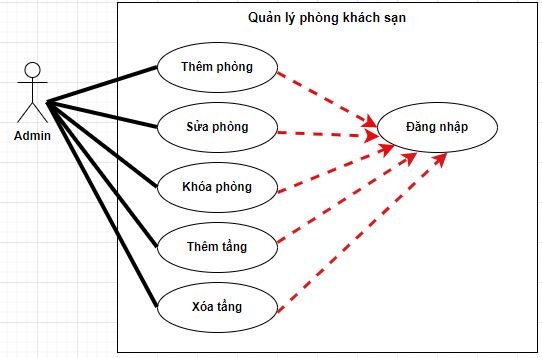 Quản lý phòng khách sạn
Thêm phòng
Admin
Sửa phòng
Đăng nhập
Khóa phòng
Thêm tầng
Xóa tầng